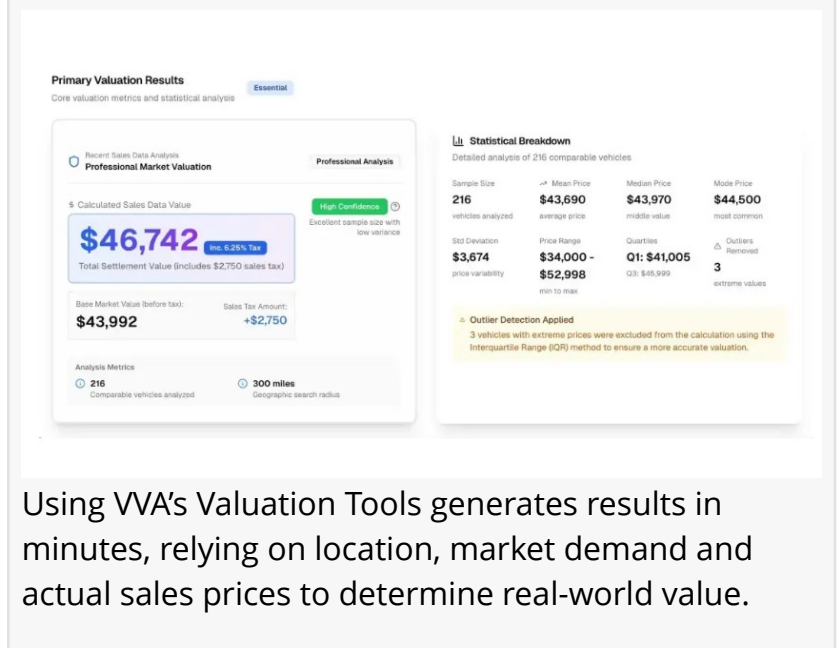 Primary Valuation Results
Essential
Core valuation metrics and statistical analysis
Recent Sales Data Analysis
Professional Market Valuation
Professional Analysis
$ Calculated Sales Data Value
High Confidence
Excellent sample size with
low variance
$46,742 Inc. 6.25% Tax
Total Settlement Value (includes $2,750 sales tax)
Base Market Value (before tax):
$43,992
Sales Tax Amount:
+$2,750
Analysis Metrics
216
Comparable vehicles analyzed
300 miles
Geographic search radius
Statistical Breakdown
Detailed analysis of 216 comparable vehicles
Sample Size
216
vehicles analyzed
Mean Price
$43,690
average price
Median Price
$43,970
middle value
Mode Price
$44,500
most common
Std Deviation
$3,674
price variability
Price Range
$34,000 -
$52,998
min to max
Quartiles
Q1: $41,005
Q3: $45,999
Outliers
Removed
3
extreme values
Outlier Detection Applied
3 vehicles with extreme prices were excluded from the calculation using the
Interquartile Range (IQR) method to ensure a more accurate valuation.
Using VVA's Valuation Tools generates results in
minutes, relying on location, market demand and
actual sales prices to determine real-world value.